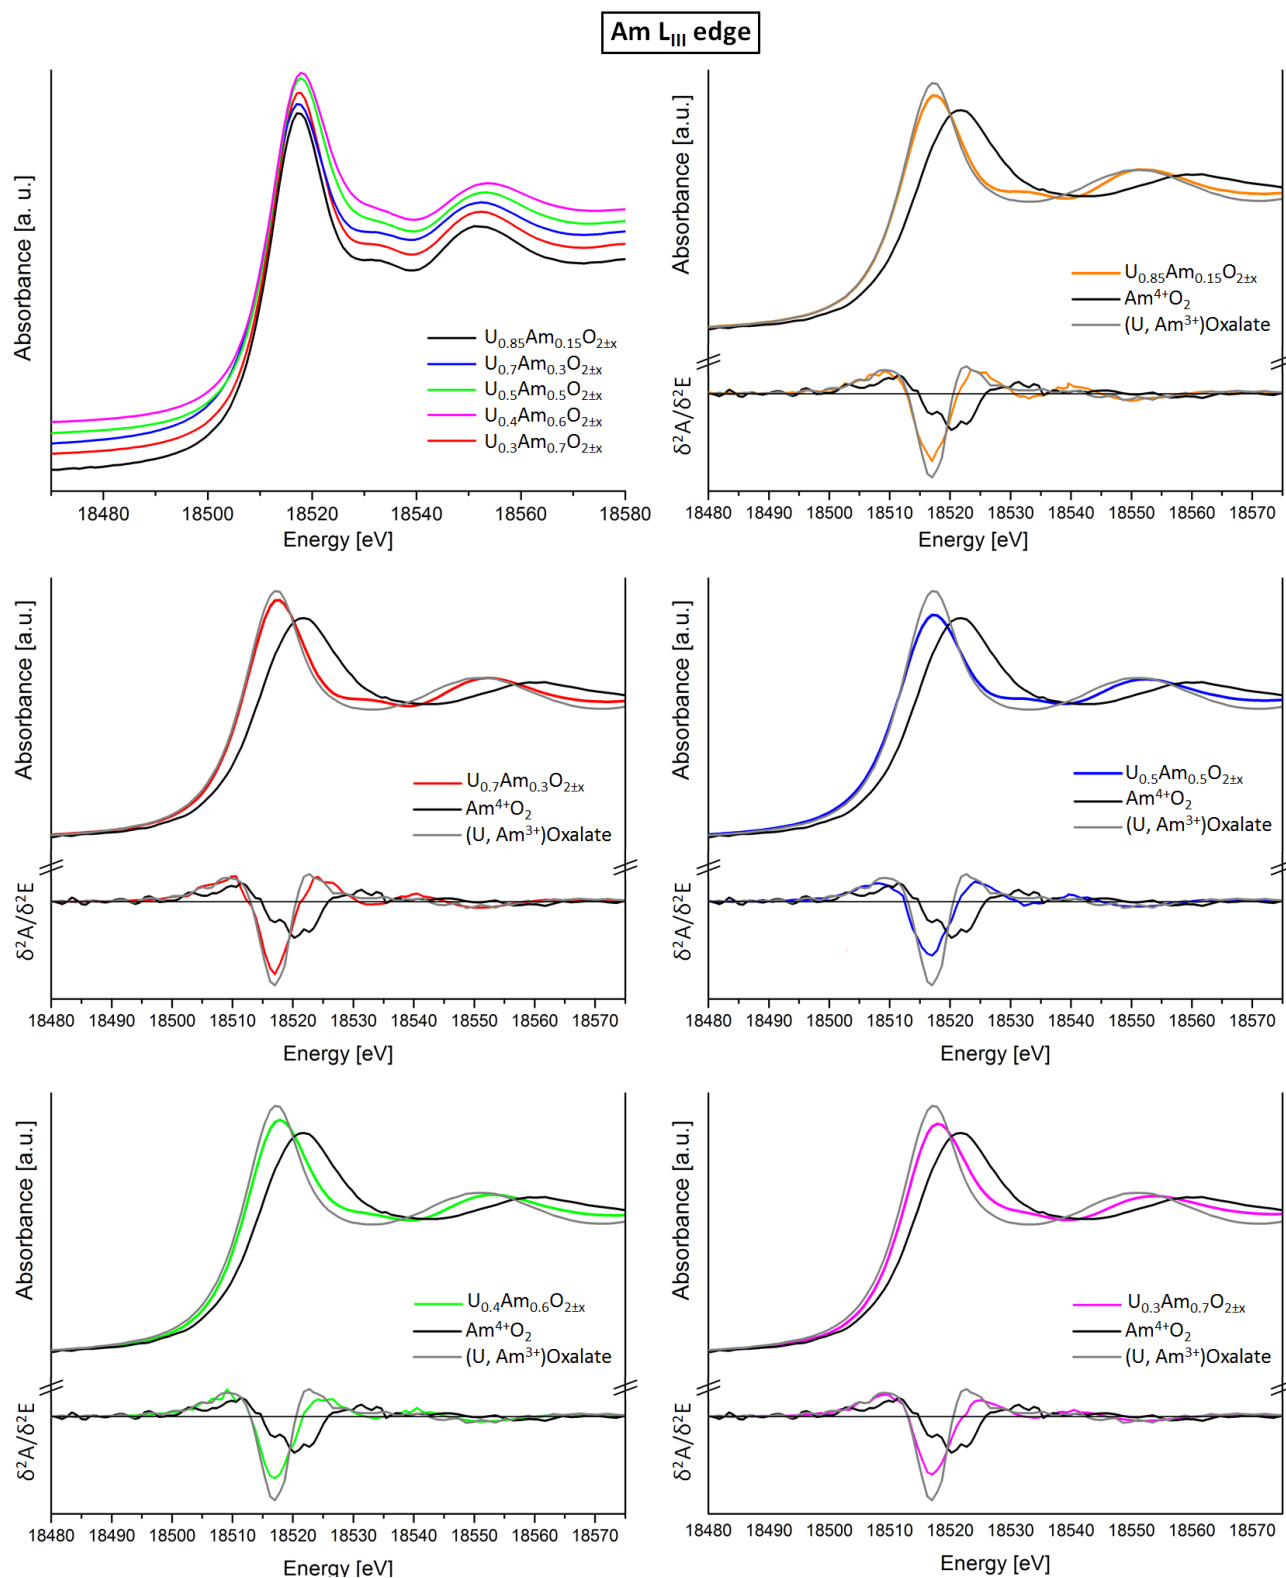 Am L_III edge
Absorbance [a. u.]
U0.85Am0.15O2±x
U0.7Am0.3O2±x
U0.5Am0.5O2±x
U0.4Am0.6O2±x
U0.3Am0.7O2±x
18480 18500 18520 18540 18560 18580
Energy [eV]
Absorbance [a.u.]
δ²A/δ²E
U0.85Am0.15O2±x
Am⁴⁺O₂
(U, Am³⁺)Oxalate
18480 18490 18500 18510 18520 18530 18540 18550 18560 18570
Energy [eV]
Absorbance [a.u.]
δ²A/δ²E
U0.7Am0.3O2±x
Am⁴⁺O₂
(U, Am³⁺)Oxalate
18480 18490 18500 18510 18520 18530 18540 18550 18560 18570
Energy [eV]
Absorbance [a.u.]
δ²A/δ²E
U0.5Am0.5O2±x
Am⁴⁺O₂
(U, Am³⁺)Oxalate
18480 18490 18500 18510 18520 18530 18540 18550 18560 18570
Energy [eV]
Absorbance [a.u.]
δ²A/δ²E
U0.4Am0.6O2±x
Am⁴⁺O₂
(U, Am³⁺)Oxalate
18480 18490 18500 18510 18520 18530 18540 18550 18560 18570
Energy [eV]
Absorbance [a.u.]
δ²A/δ²E
U0.3Am0.7O2±x
Am⁴⁺O₂
(U, Am³⁺)Oxalate
18480 18490 18500 18510 18520 18530 18540 18550 18560 18570
Energy [eV]